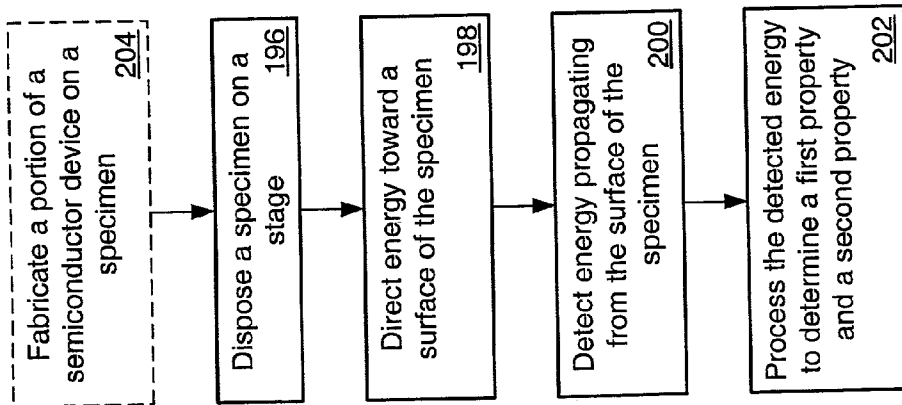 Fabricate a portion of a
semiconductor device on a
specimen
204
Dispose a specimen on a
stage
196
Direct energy toward a
surface of the specimen
198
Detect energy propagating
from the surface of the
specimen
200
Process the detected energy
to determine a first property
and a second property
202